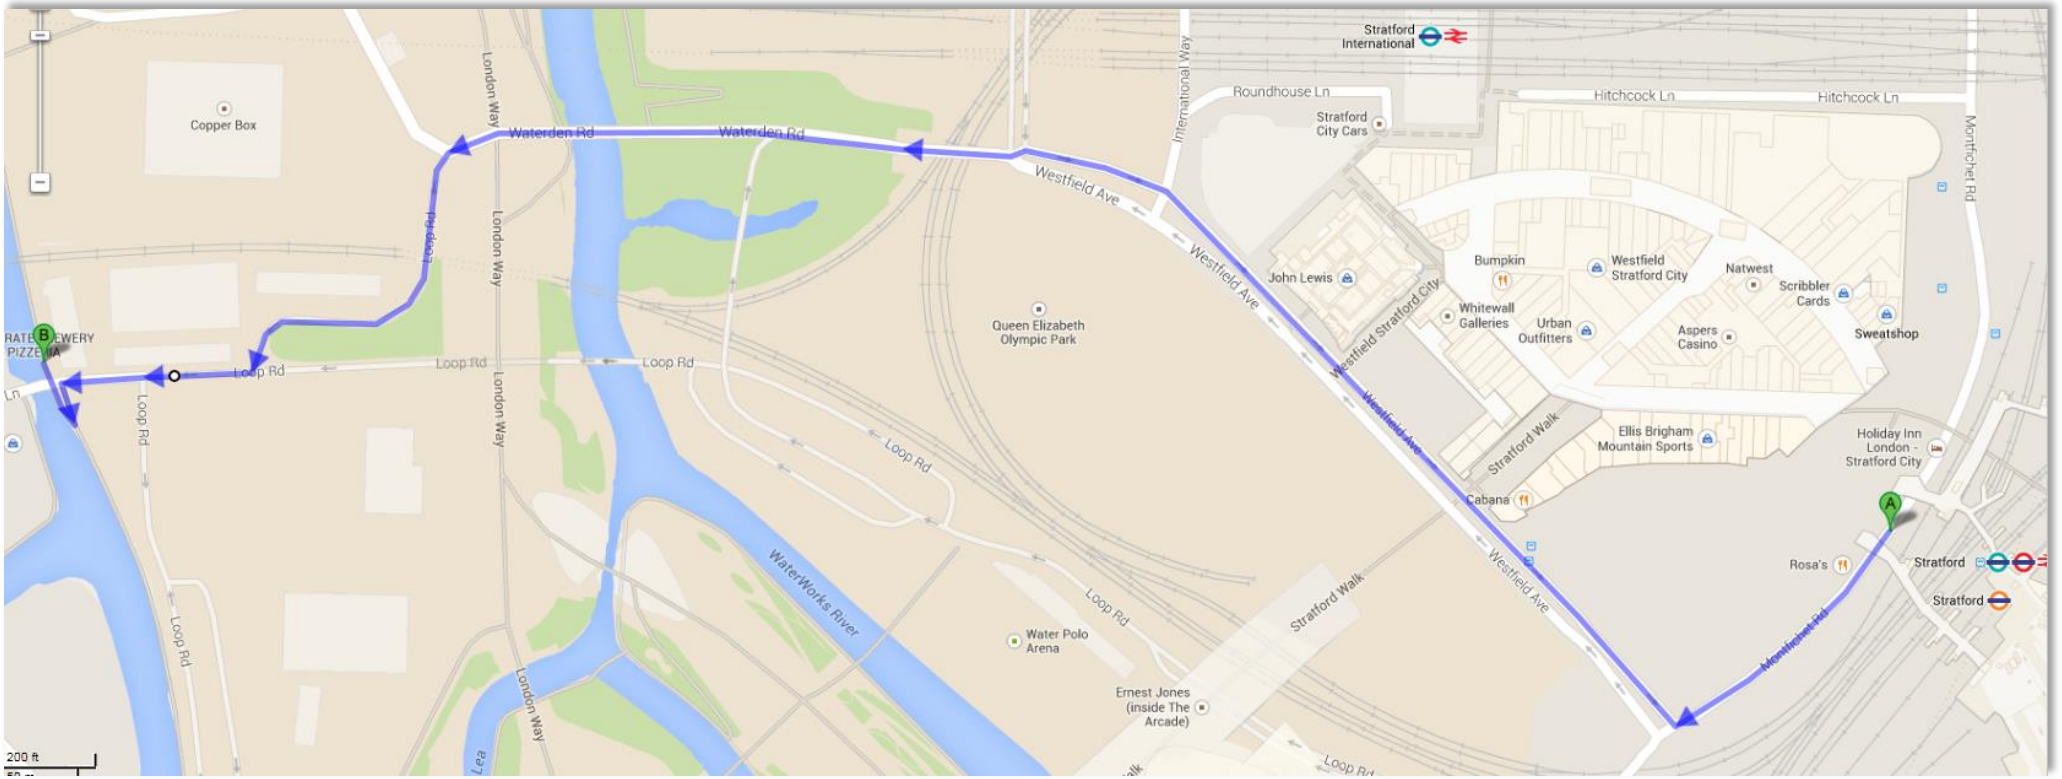 Stratford
International
International Way
Roundhouse Ln
Hitchcock Ln
Hitchcock Ln
London Way
Copper Box
Stratford
City Cars
Montfichet Rd
Waterden Rd
Waterden Rd
Westfield Ave
Loop Rd
London Way
Westfield Ave
John Lewis
Bumpkin
Westfield
Stratford City
Natwest
Scribbler
Cards
Westfield Stratford City
Whitewall
Galleries
Urban
Outfitters
Aspers
Casino
Sweatshop
Queen Elizabeth
Olympic Park
B
PIZZERIA
Loop Rd
Loop Rd
Loop Rd
Ln
Loop Rd
London Way
Westfield Ave
Stratford Walk
Ellis Brigham
Mountain Sports
Holiday Inn
London -
Stratford City
Loop Rd
Cabana
A
Rosa's
Stratford
Stratford
WaterWorks River
Westfield Ave
Stratford Walk
Loop Rd
Montfichet Rd
Loop Rd
Water Polo
Arena
London Way
Ernest Jones
(inside The
Arcade)
Lea
Loop Rd
200 ft